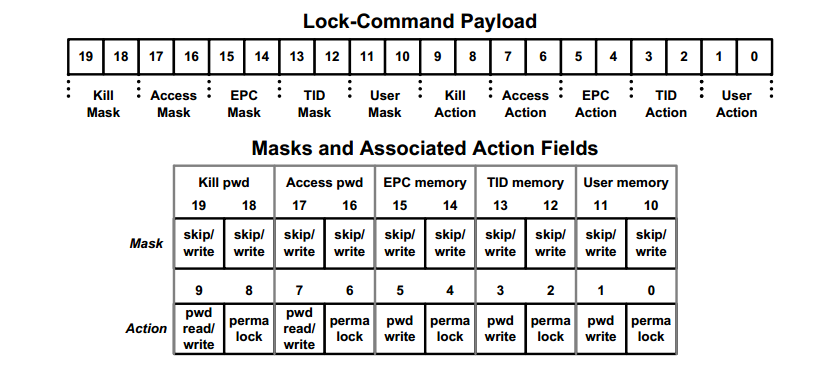 Lock-Command Payload
19 18 17 16 15 14 13 12 11 10 9 8 7 6 5 4 3 2 1 0
Kill Access EPC TID User Kill Access EPC TID User
Mask Mask Mask Mask Mask Action Action Action Action Action
Masks and Associated Action Fields
Kill pwd Access pwd EPC memory TID memory User memory
19 18 17 16 15 14 13 12 11 10
Mask skip/ skip/ skip/ skip/ skip/ skip/ skip/ skip/ skip/ skip/
write write write write write write write write write write
9 8 7 6 5 4 3 2 1 0
Action pwd read/ write perma lock pwd read/ write perma lock pwd write perma lock pwd write perma lock pwd write perma lock